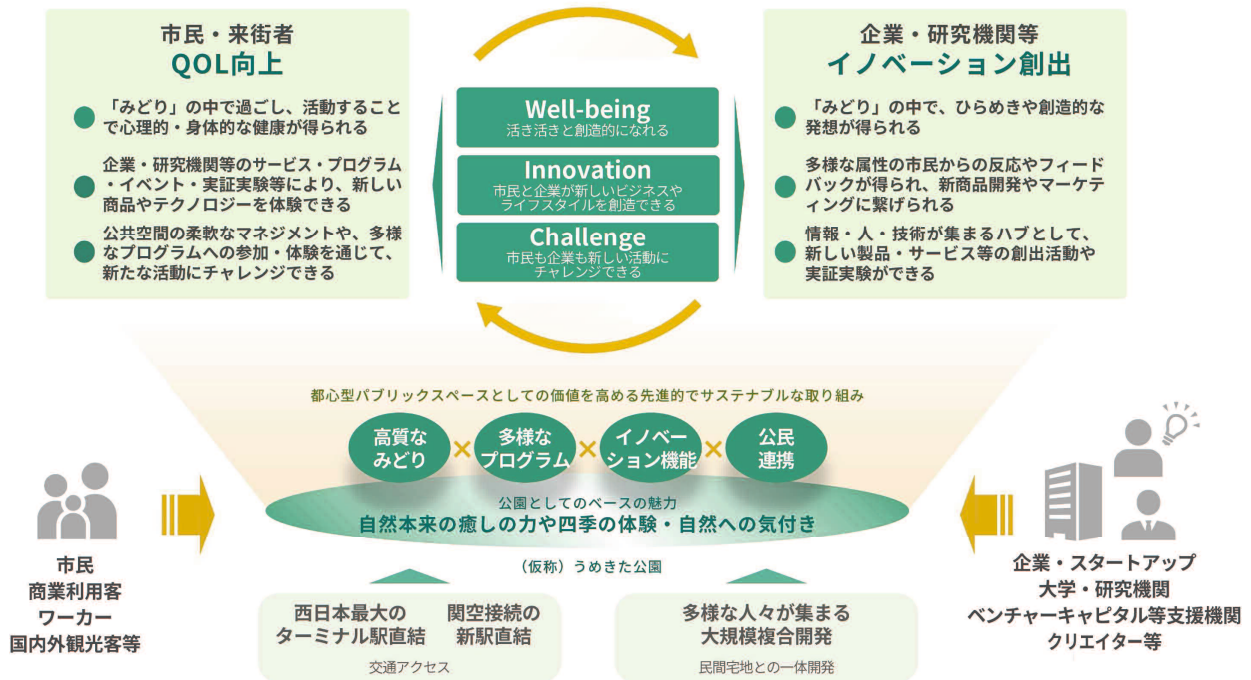 市民・来街者
QOL向上
「みどり」の中で過ごし、活動すること
で心理的・身体的な健康が得られる
企業・研究機関等のサービス・プログラム
・イベント・実証実験等により、新しい
商品やテクノロジーを体験できる
公共空間の柔軟なマネジメントや、多様
なプログラムへの参加・体験を通じて、
新たな活動にチャレンジできる
Well-being
活き活きと創造的になれる
Innovation
市民と企業が新しいビジネスや
ライフスタイルを創造できる
Challenge
市民も企業も新しい活動に
チャレンジできる
企業・研究機関等
イノベーション創出
「みどり」の中で、ひらめきや創造的な
発想が得られる
多様な属性の市民からの反応やフィード
バックが得られ、新商品開発やマーケテ
ィングに繋げられる
情報・人・技術が集まるハブとして、
新しい製品・サービス等の創出活動や
実証実験ができる
都心型パブリックスペースとしての価値を高める先進的でサステナブルな取り組み
高質な
みどり
×
多様な
プログラム
×
イノベー
ション機能
×
公民
連携
公園としてのベースの魅力
自然本来の癒しの力や四季の体験・自然への気付き
（仮称）うめきた公園
市民
商業利用客
ワーカー
国内外観光客等
西日本最大の
ターミナル駅直結
関空接続の
新駅直結
交通アクセス
多様な人々が集まる
大規模複合開発
民間宅地との一体開発
企業・スタートアップ
大学・研究機関
ベンチャーキャピタル等支援機関
クリエイター等